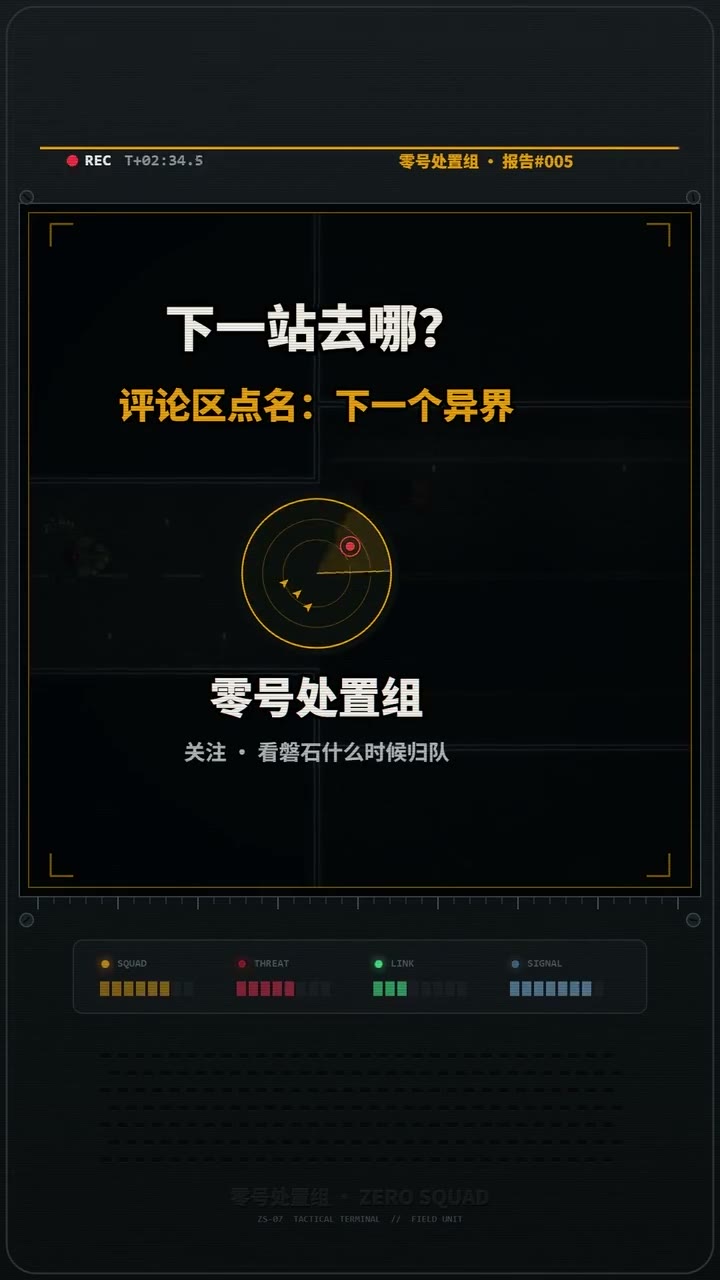 REC T+02:34.5 零号处置组 • 报告#005
下一站去哪?
评论区点名：下一个异界
零号处置组
关注 • 看磐石什么时候归队
SQUAD THREAT LINK SIGNAL
零号处置组 • ZERO SQUAD
ZS-07 TACTICAL TERMINAL // FIELD UNIT